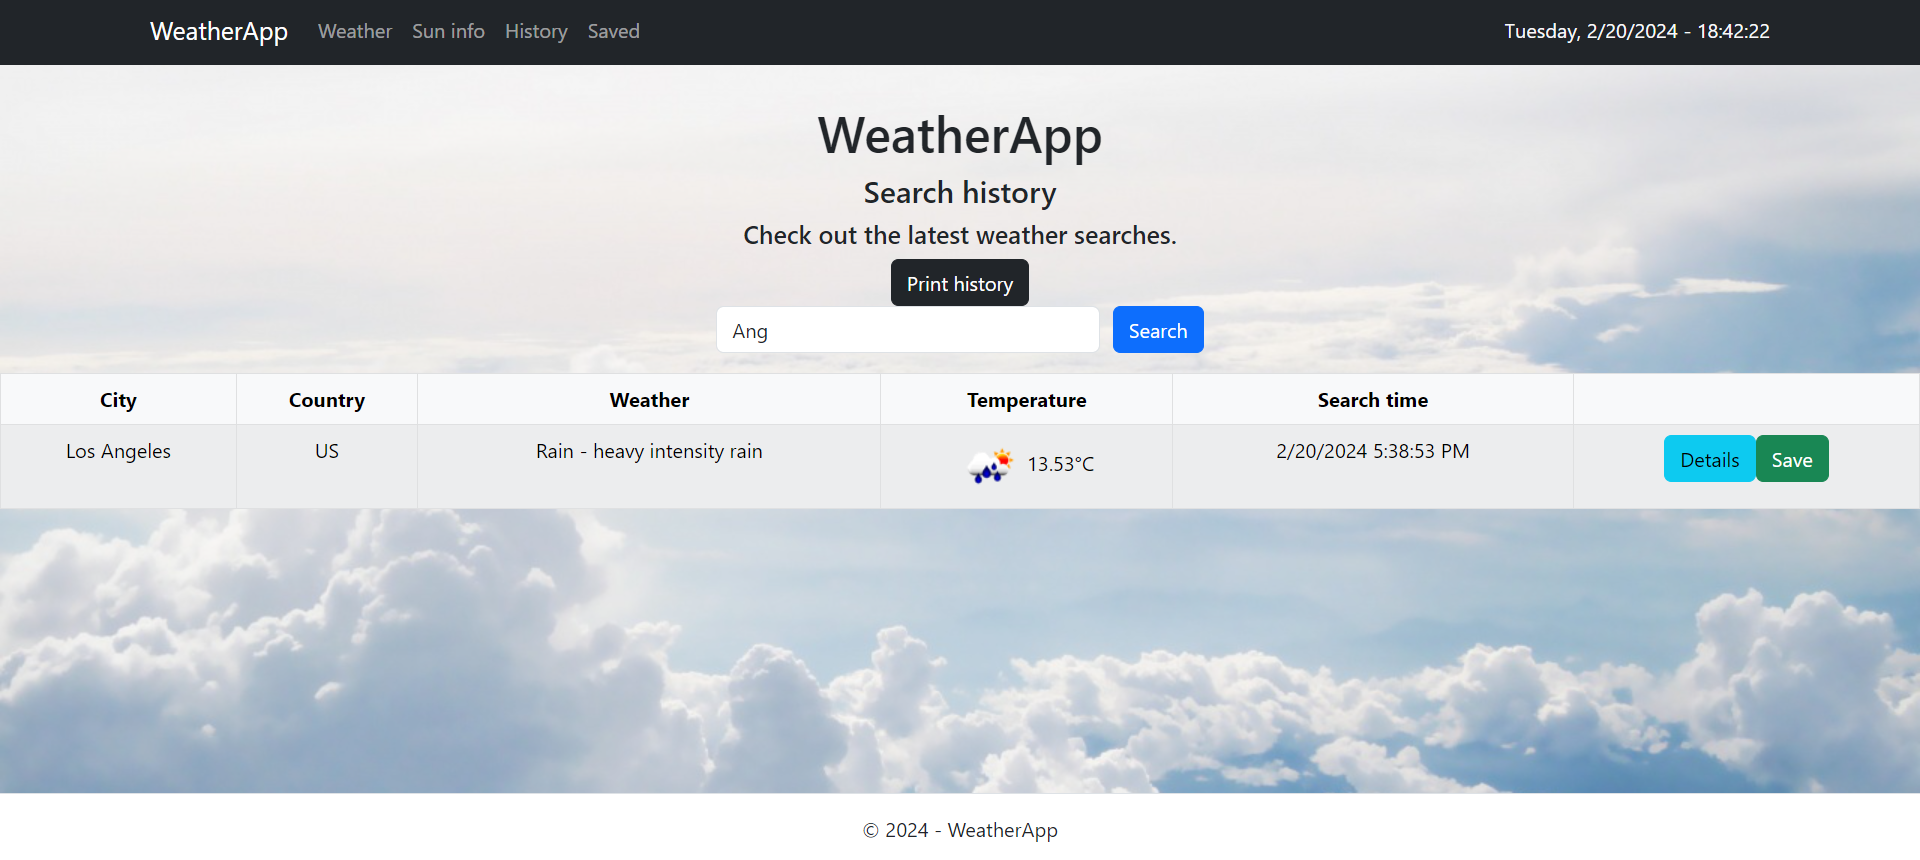 WeatherApp Weather Sun info History Saved Tuesday, 2/20/2024 - 18:42:22
WeatherApp
Search history
Check out the latest weather searches.
Print history
Ang Search
City Country Weather Temperature Search time
Los Angeles US Rain - heavy intensity rain 13.53°C 2/20/2024 5:38:53 PM Details Save
© 2024 - WeatherApp